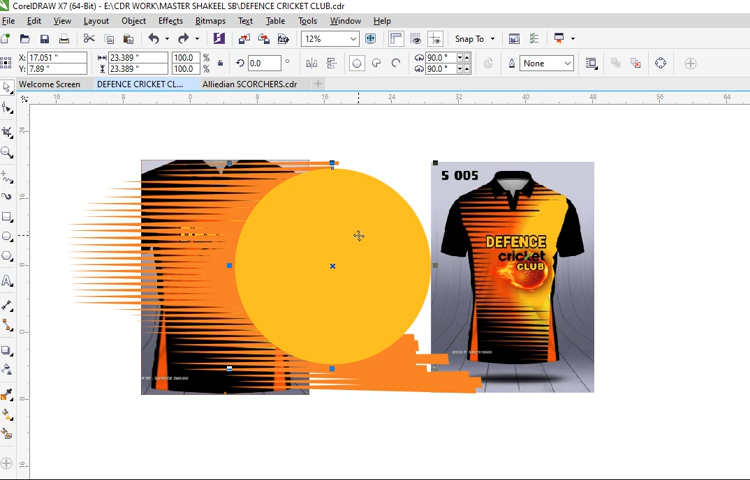 CorelDRAW X7 (64-Bit) - E:\CDR WORK\MASTER SHAKEEL SB\DEFENCE CRICKET CLUB.cdr
File Edit View Layout Object Effects Bitmaps Text Table Tools Window Help
12% Snap To
X: 17.051 " 23.389 " 100.0 % 0.0 ° 90.0 ° None
Y: 7.89 " 23.389 " 100.0 % 90.0 °
Welcome Screen DEFENCE CRICKET CL... Alliedian SCORCHERS.cdr
16 8 0 8 16 24 32 40 48 56 64
S 005
DEFENCE
cricket
CLUB